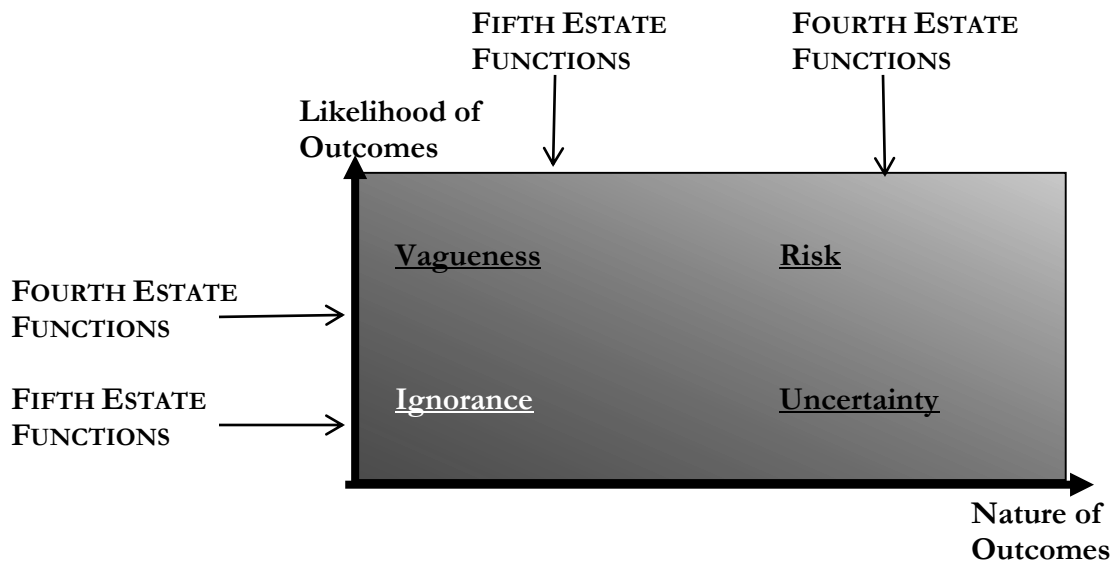 FIFTH ESTATE
FUNCTIONS
FOURTH ESTATE
FUNCTIONS
Likelihood of
Outcomes
Vagueness
Risk
FOURTH ESTATE
FUNCTIONS
Ignorance
Uncertainty
FIFTH ESTATE
FUNCTIONS
Nature of
Outcomes